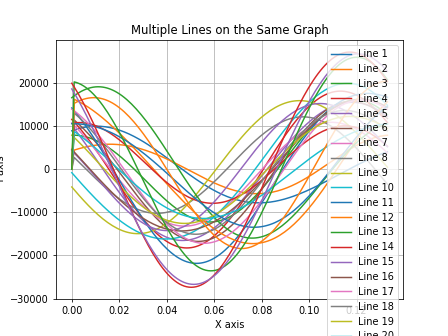 Multiple Lines on the Same Graph
20000
10000
0
−10000
−20000
−30000
0.00
0.02
0.04
0.06
0.08
0.10
X axis
axis
Line 1
Line 2
Line 3
Line 4
Line 5
Line 6
Line 7
Line 8
Line 9
Line 10
Line 11
Line 12
Line 13
Line 14
Line 15
Line 16
Line 17
Line 18
Line 19
Line 20